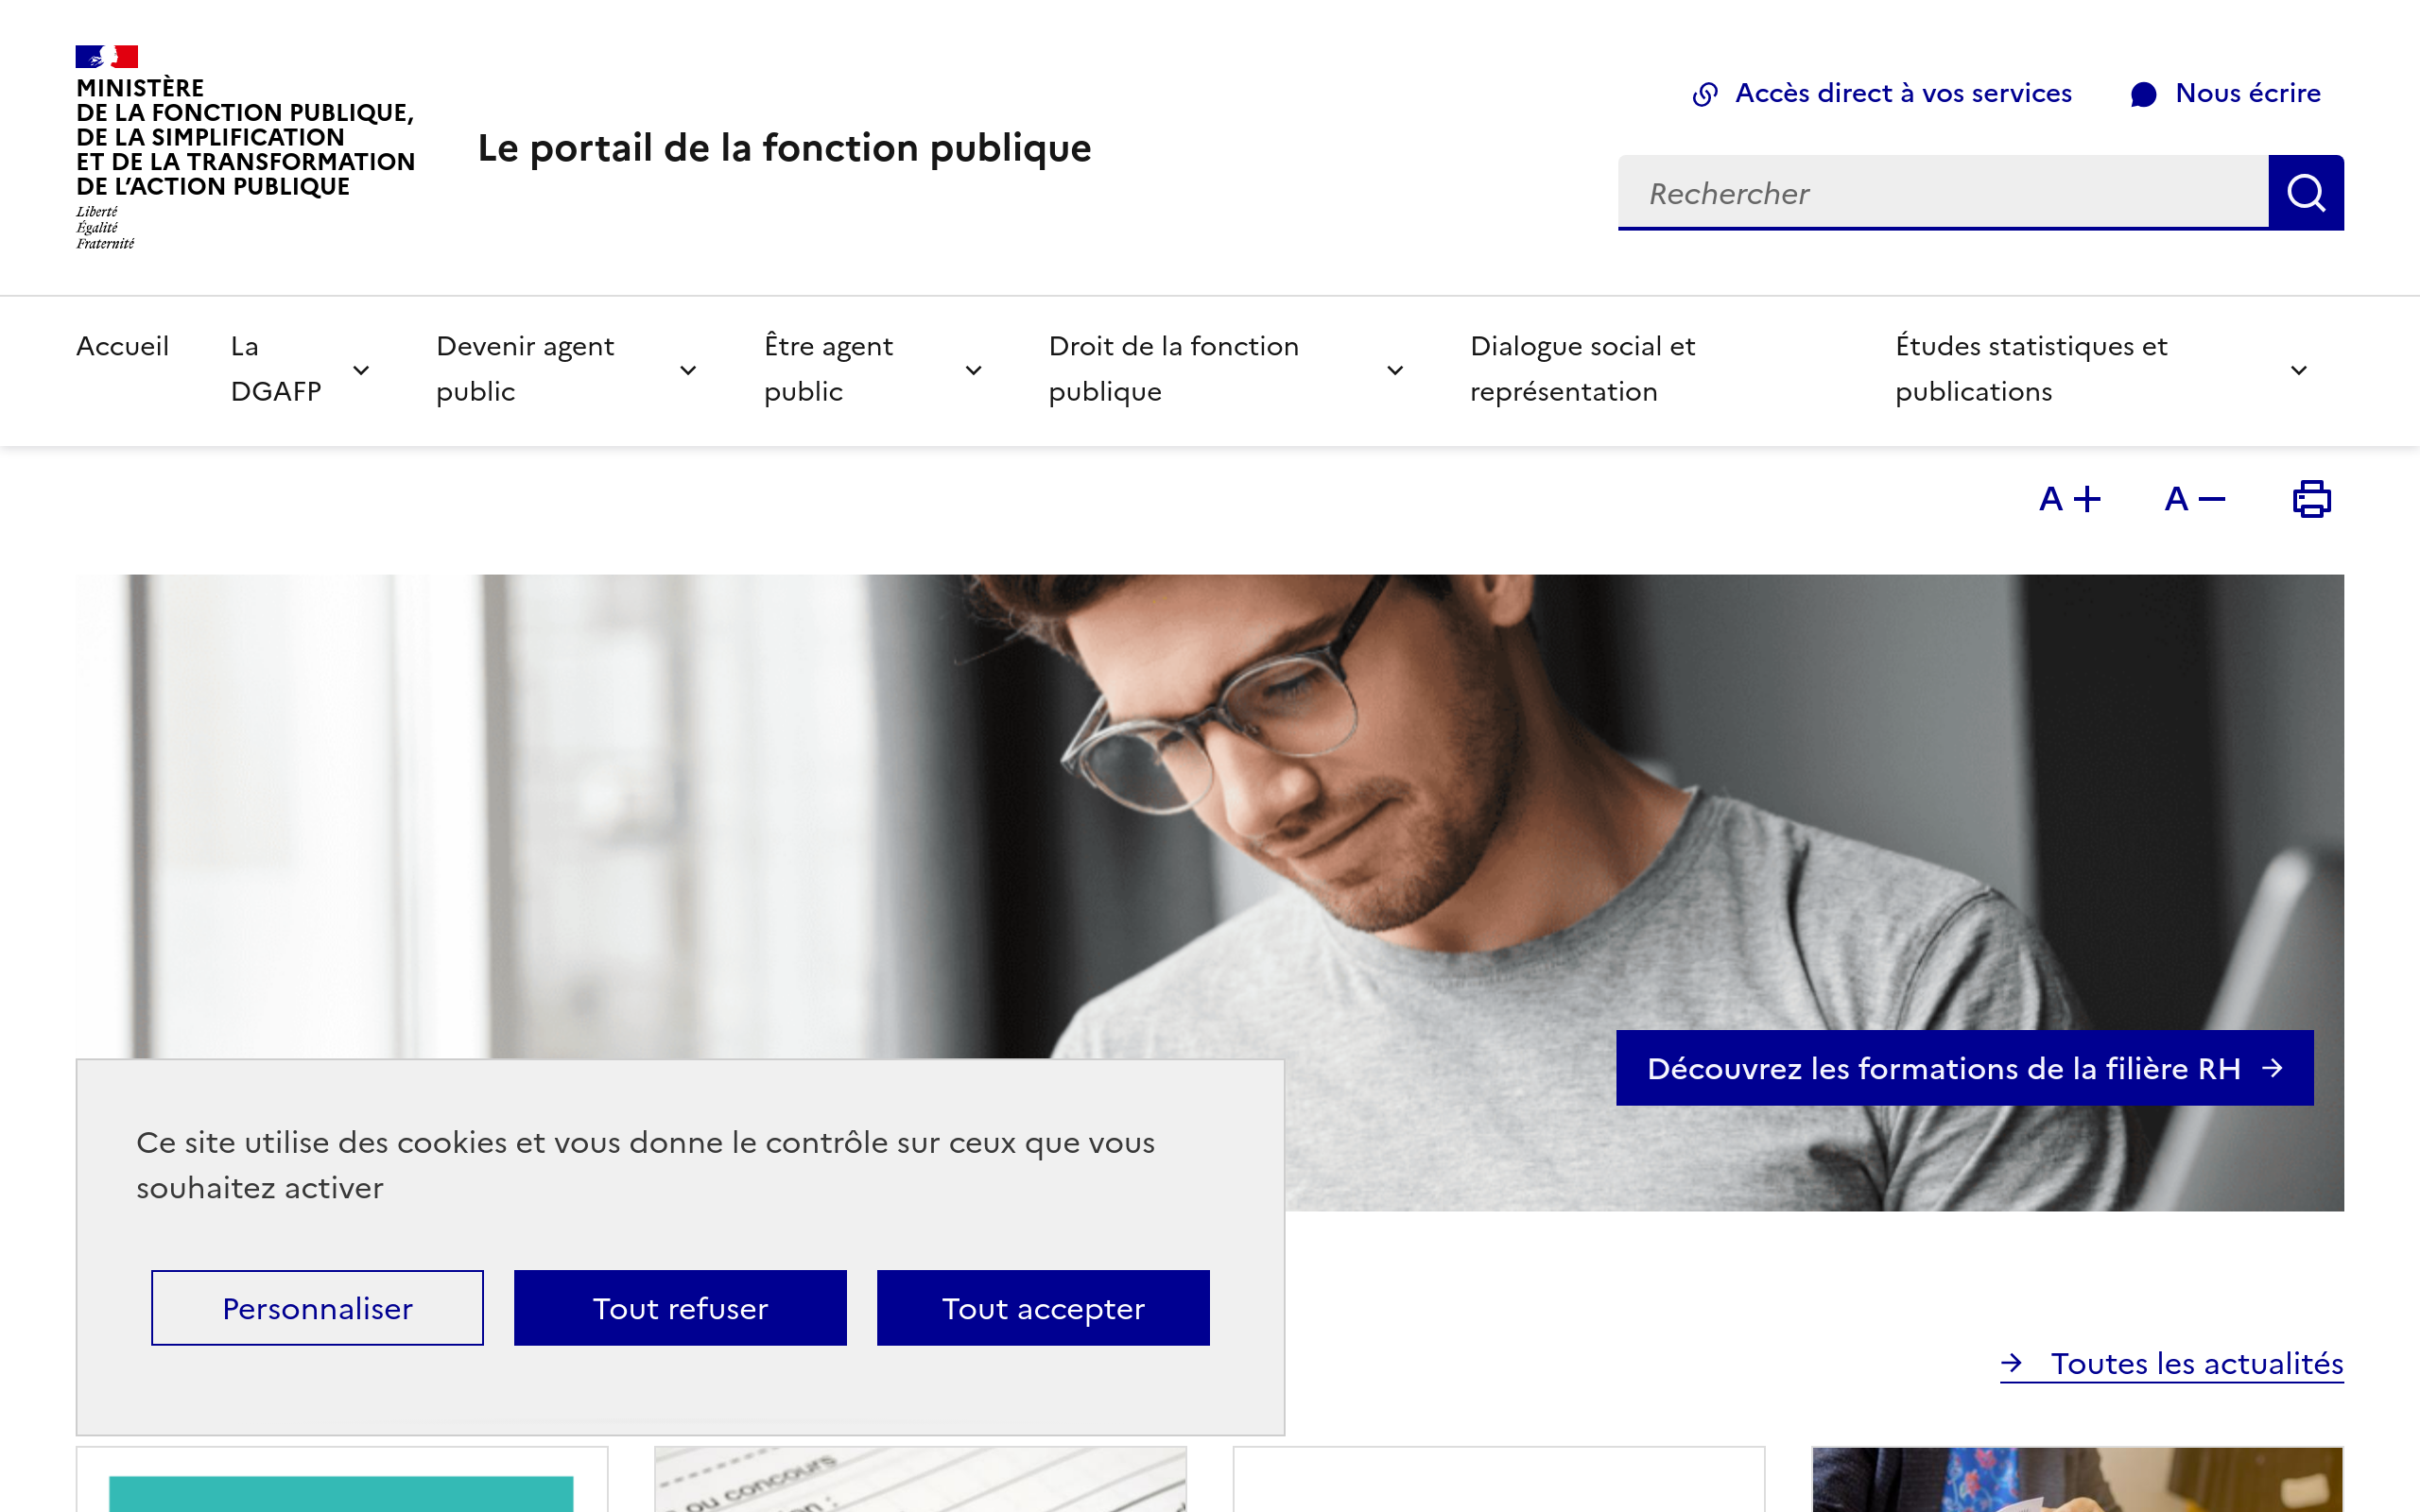 MINISTÈRE
DE LA FONCTION PUBLIQUE,
DE LA SIMPLIFICATION
ET DE LA TRANSFORMATION
DE L’ACTION PUBLIQUE
Liberté
Égalité
Fraternité
Le portail de la fonction publique
Accès direct à vos services
Nous écrire
Rechercher
Accueil
La
DGAFP
Devenir agent
public
Être agent
public
Droit de la fonction
publique
Dialogue social et
représentation
Études statistiques et
publications
A +
A −
Découvrez les formations de la filière RH
Ce site utilise des cookies et vous donne le contrôle sur ceux que vous
souhaitez activer
Personnaliser
Tout refuser
Tout accepter
Toutes les actualités
ou concours